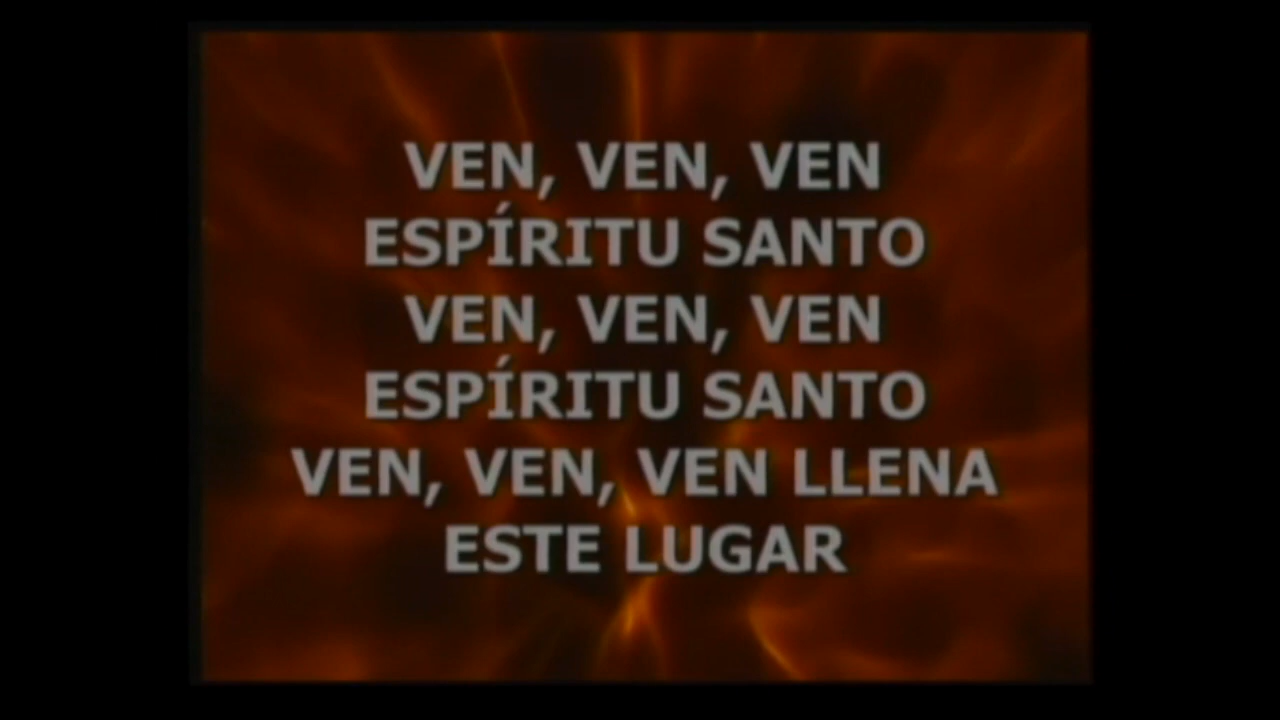 VEN, VEN, VEN
ESPÍRITU SANTO
VEN, VEN, VEN
ESPÍRITU SANTO
VEN, VEN, VEN LLENA
ESTE LUGAR